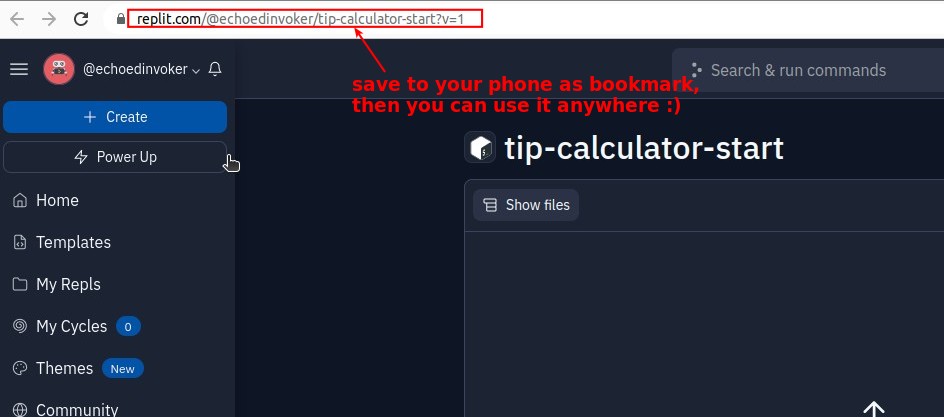 replit.com/@echoedinvoker/tip-calculator-start?v=1
@echoedinvoker
save to your phone as bookmark,
then you can use it anywhere :)
Search & run commands
Create
Power Up
tip-calculator-start
Home
Show files
Templates
My Repls
My Cycles 0
Themes New
Community